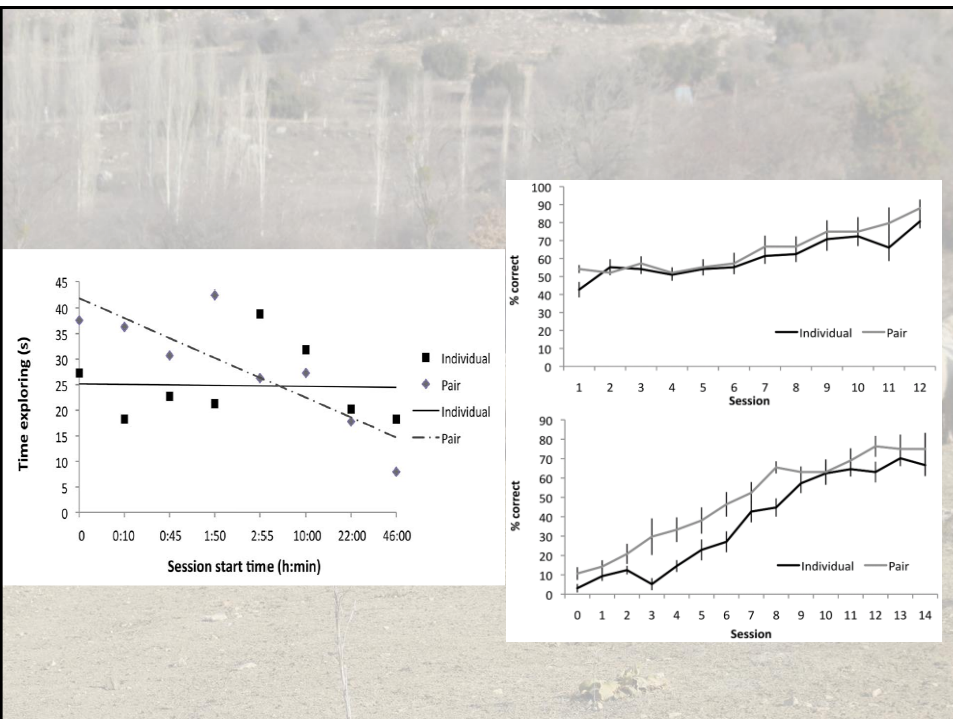 45
40
35
30
25
20
15
10
5
0
Time exploring (s)
0 0:10 0:45 1:50 2:55 10:00 22:00 46:00
Session start time (h:min)
Individual
Pair
Individual
Pair
100
90
80
70
60
50
40
30
20
10
0
% correct
Individual Pair
1 2 3 4 5 6 7 8 9 10 11 12
Session
90
80
70
60
50
40
30
20
10
0
% correct
Individual Pair
0 1 2 3 4 5 6 7 8 9 10 11 12 13 14
Session